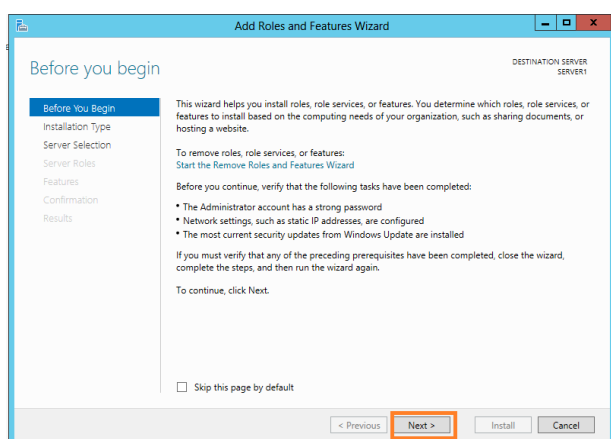 Add Roles and Features Wizard
Before you begin
DESTINATION SERVER
SERVER1
Before You Begin
Installation Type
Server Selection
Server Roles
Features
Confirmation
Results
This wizard helps you install roles, role services, or features. You determine which roles, role services, or
features to install based on the computing needs of your organization, such as sharing documents, or
hosting a website.
To remove roles, role services, or features:
Start the Remove Roles and Features Wizard
Before you continue, verify that the following tasks have been completed:
• The Administrator account has a strong password
• Network settings, such as static IP addresses, are configured
• The most current security updates from Windows Update are installed
If you must verify that any of the preceding prerequisites have been completed, close the wizard,
complete the steps, and then run the wizard again.
To continue, click Next.
Skip this page by default
< Previous
Next >
Install
Cancel